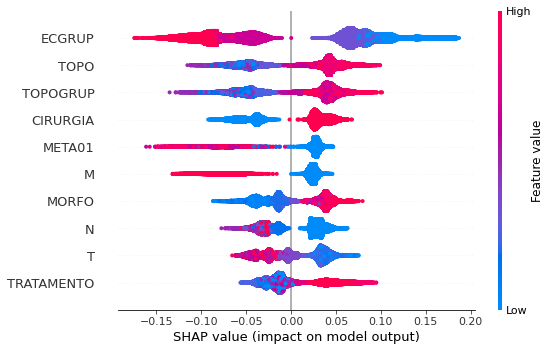 High
ECGRUP
TOPO
TOPOGRUP
CIRURGIA
META01
M
MORFO
N
T
TRATAMENTO
Feature value
Low
−0.15 −0.10 −0.05 0.00 0.05 0.10 0.15 0.20
SHAP value (impact on model output)